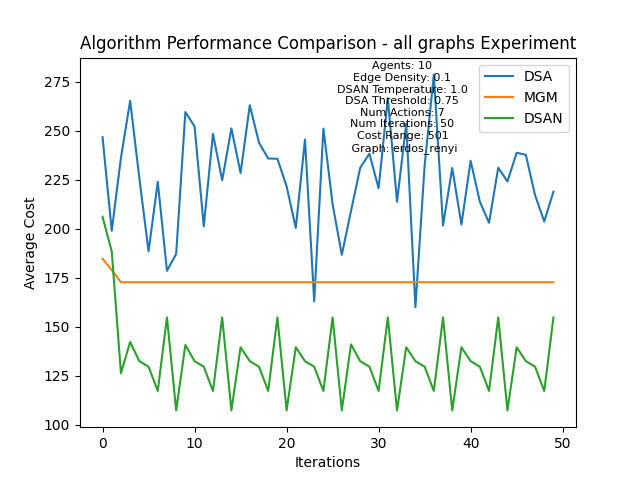 Algorithm Performance Comparison - all graphs Experiment
Agents: 10
Edge Density: 0.1
DSAN Temperature: 1.0
DSA Threshold: 0.75
Num Actions: 7
Num Iterations: 50
Cost Range: 501
Graph: erdos_renyi
DSA
MGM
DSAN
Average Cost
275
250
225
200
175
150
125
100
0
10
20
30
40
50
Iterations